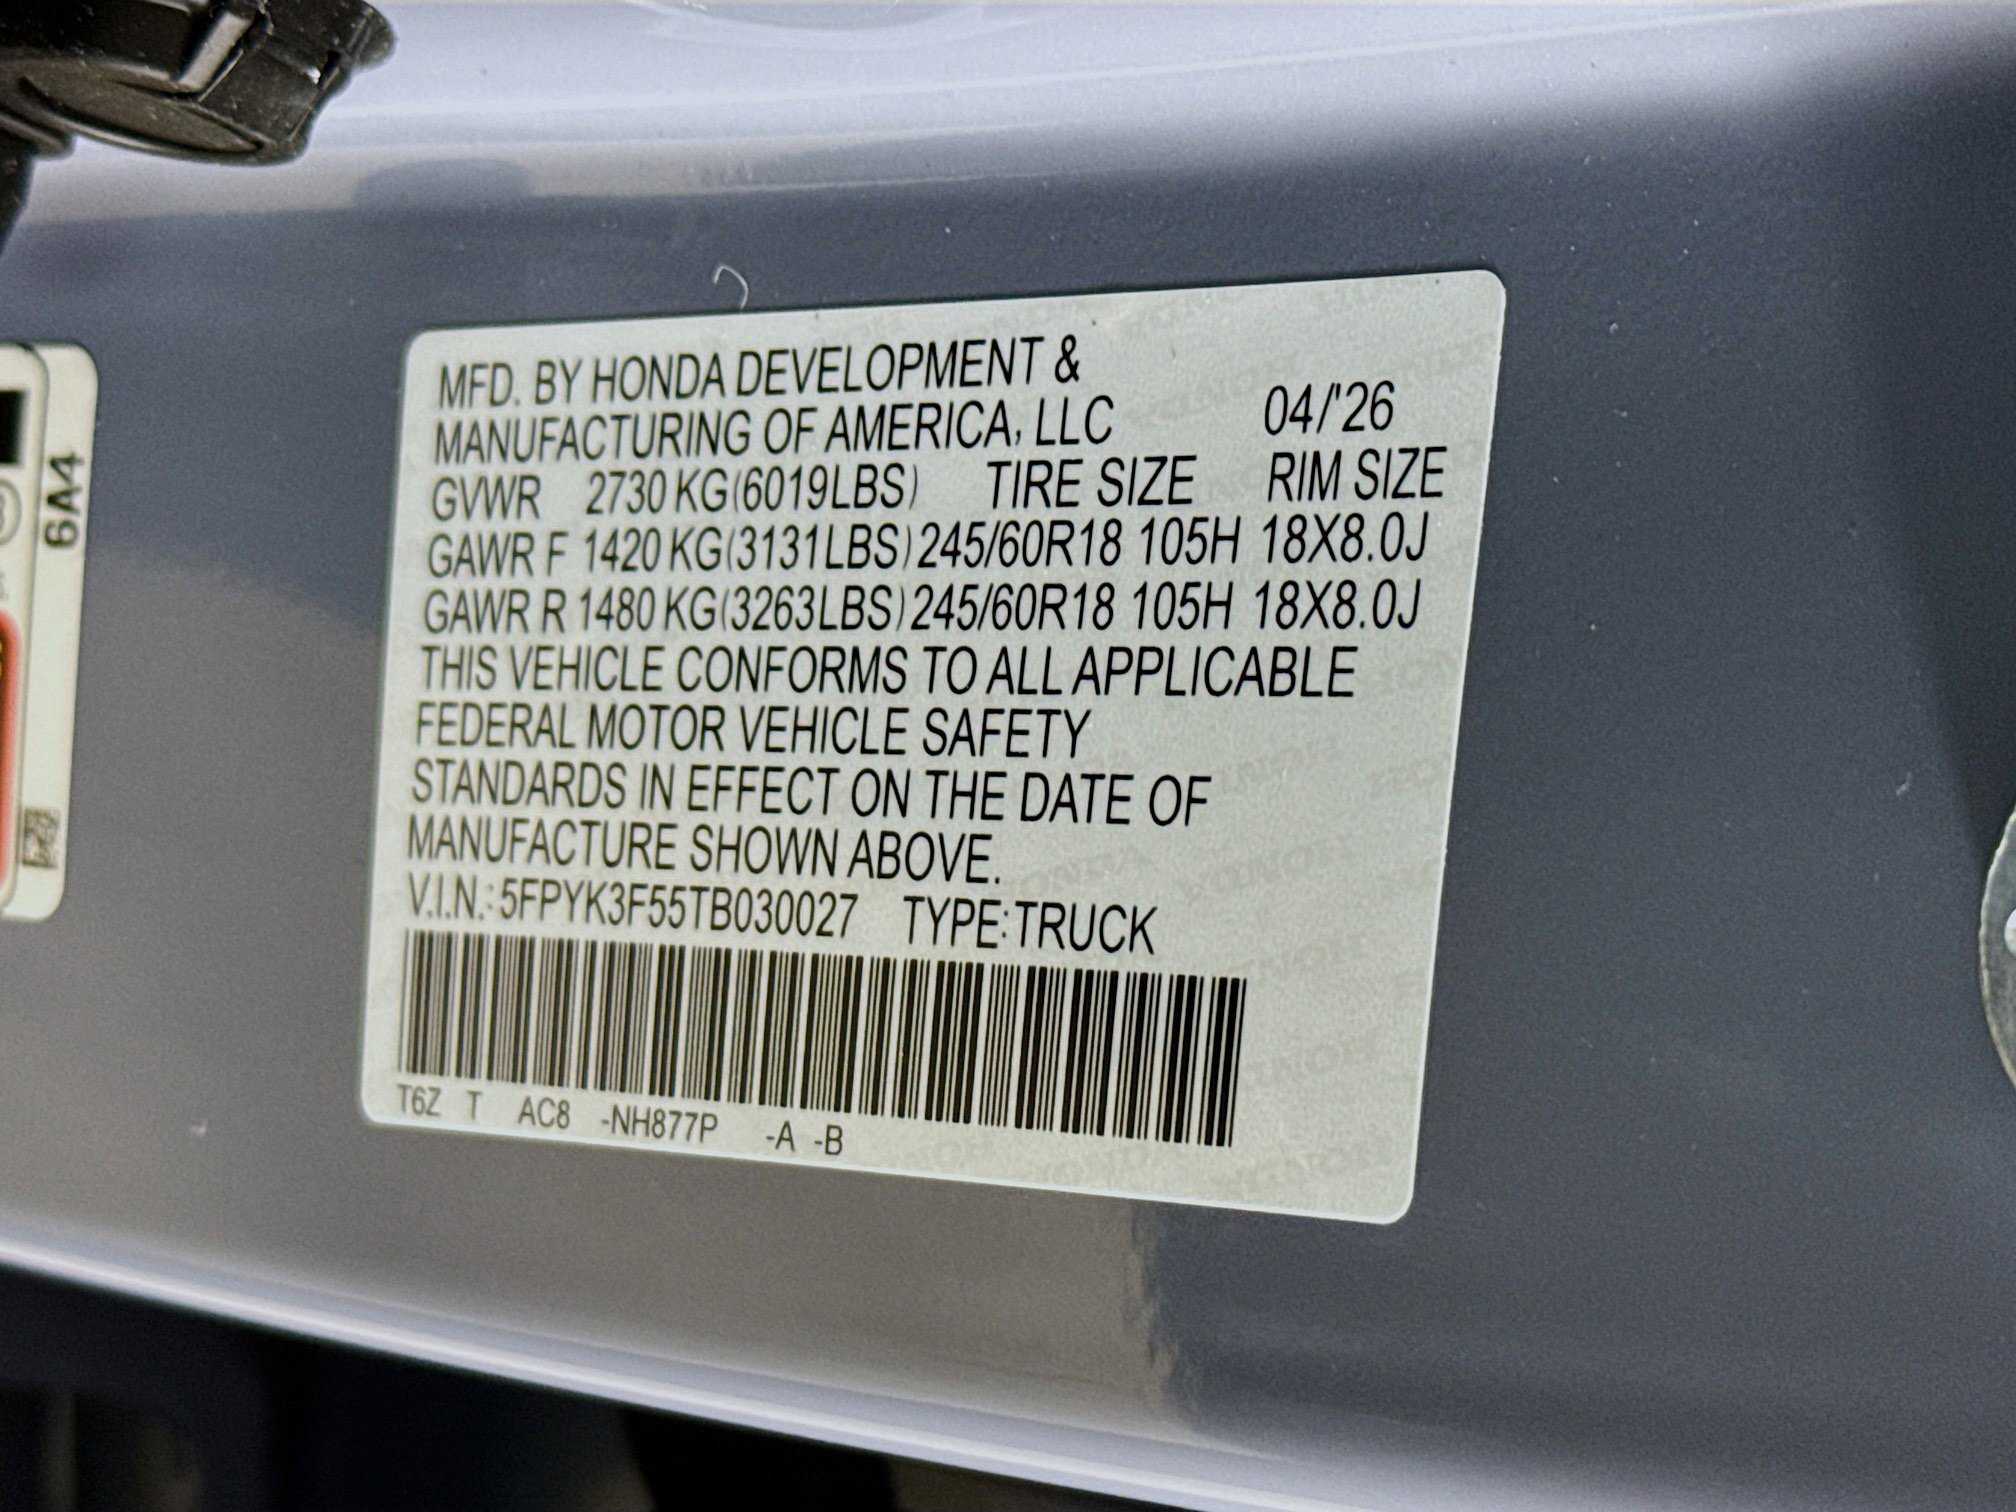 MFD. BY HONDA DEVELOPMENT &
MANUFACTURING OF AMERICA, LLC 04/'26
GVWR 2730 KG(6019LBS) TIRE SIZE RIM SIZE
GAWR F 1420 KG(3131LBS) 245/60R18 105H 18X8.0J
GAWR R 1480 KG(3263LBS) 245/60R18 105H 18X8.0J
THIS VEHICLE CONFORMS TO ALL APPLICABLE
FEDERAL MOTOR VEHICLE SAFETY
STANDARDS IN EFFECT ON THE DATE OF
MANUFACTURE SHOWN ABOVE.
V.I.N.: 5FPYK3F55TB030027 TYPE: TRUCK
T6Z T AC8 -NH877P -A -B
6A4